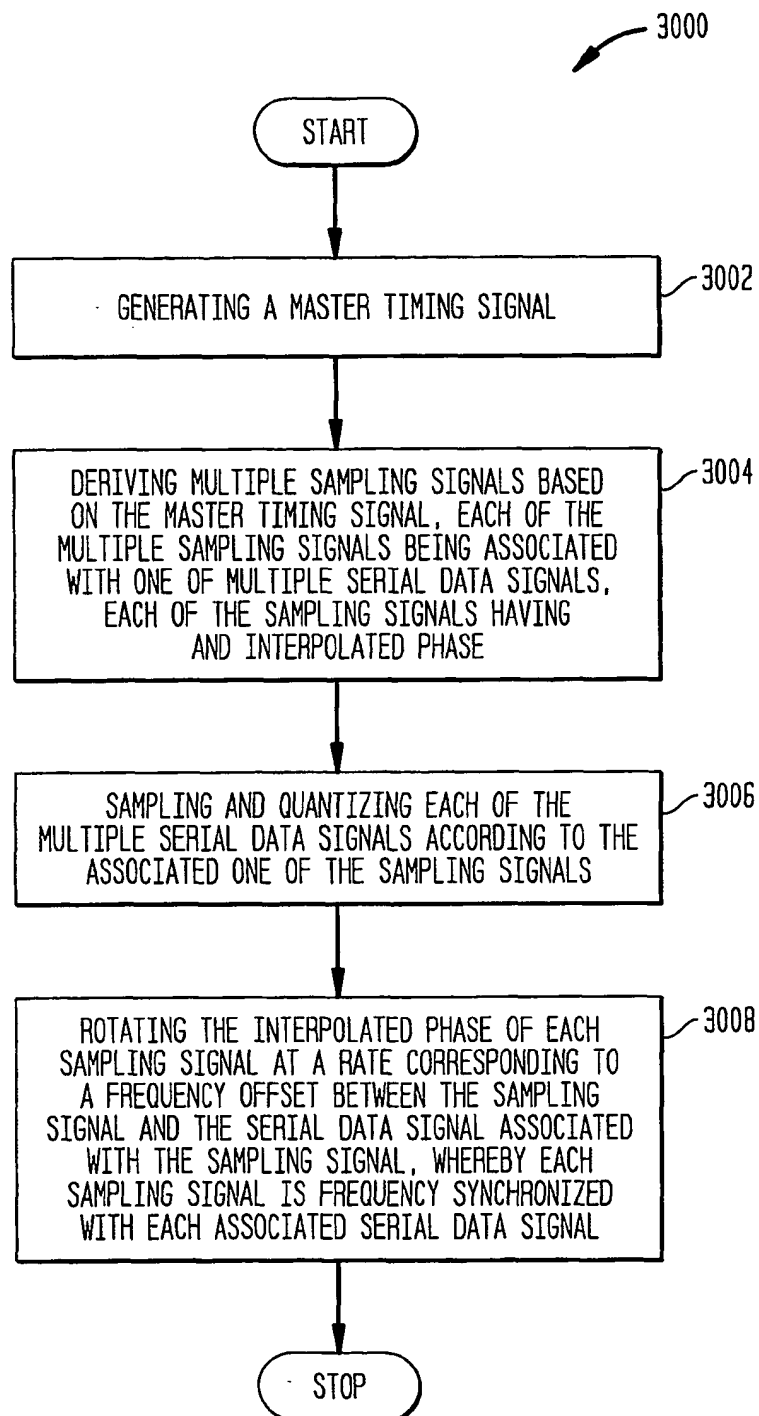 3000
START
GENERATING A MASTER TIMING SIGNAL
3002
DERIVING MULTIPLE SAMPLING SIGNALS BASED
ON THE MASTER TIMING SIGNAL, EACH OF THE
MULTIPLE SAMPLING SIGNALS BEING ASSOCIATED
WITH ONE OF MULTIPLE SERIAL DATA SIGNALS,
EACH OF THE SAMPLING SIGNALS HAVING
AND INTERPOLATED PHASE
3004
SAMPLING AND QUANTIZING EACH OF THE
MULTIPLE SERIAL DATA SIGNALS ACCORDING TO THE
ASSOCIATED ONE OF THE SAMPLING SIGNALS
3006
ROTATING THE INTERPOLATED PHASE OF EACH
SAMPLING SIGNAL AT A RATE CORRESPONDING TO
A FREQUENCY OFFSET BETWEEN THE SAMPLING
SIGNAL AND THE SERIAL DATA SIGNAL ASSOCIATED
WITH THE SAMPLING SIGNAL, WHEREBY EACH
SAMPLING SIGNAL IS FREQUENCY SYNCHRONIZED
WITH EACH ASSOCIATED SERIAL DATA SIGNAL
3008
STOP